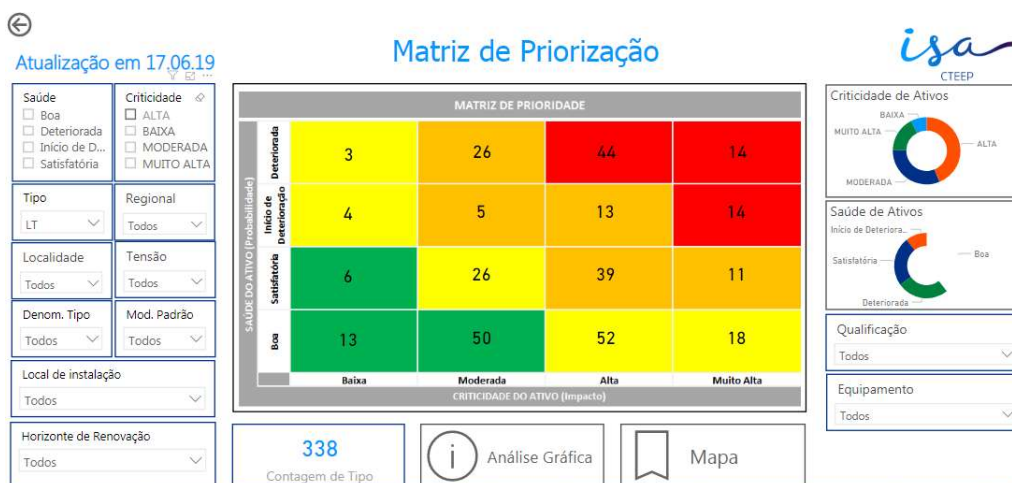 Atualização em 17.06.19
Matriz de Priorização
isa
CTEEP
Saúde
Boa
Deteriorada
Início de D...
Satisfatória
Criticidade
ALTA
BAIXA
MODERADA
MUITO ALTA
Tipo
LT
Regional
Todos
Localidade
Todos
Tensão
Todos
Denom. Tipo
Todos
Mod. Padrão
Todos
Local de instalação
Todos
Horizonte de Renovação
Todos
MATRIZ DE PRIORIDADE
SAÚDE DO ATIVO (Probabilidade)
Deteriorada
3 26 44 14
Início de
Deterioração
4 5 13 14
Satisfatória
6 26 39 11
Boa
13 50 52 18
Baixa Moderada Alta Muito Alta
CRITICIDADE DO ATIVO (Impacto)
338
Contagem de Tipo
i
Análise Gráfica
Mapa
Criticidade de Ativos
BAIXA
MUITO ALTA
ALTA
MODERADA
Saúde de Ativos
Início de Deteriora...
Satisfatória
Boa
Deteriorada
Qualificação
Todos
Equipamento
Todos